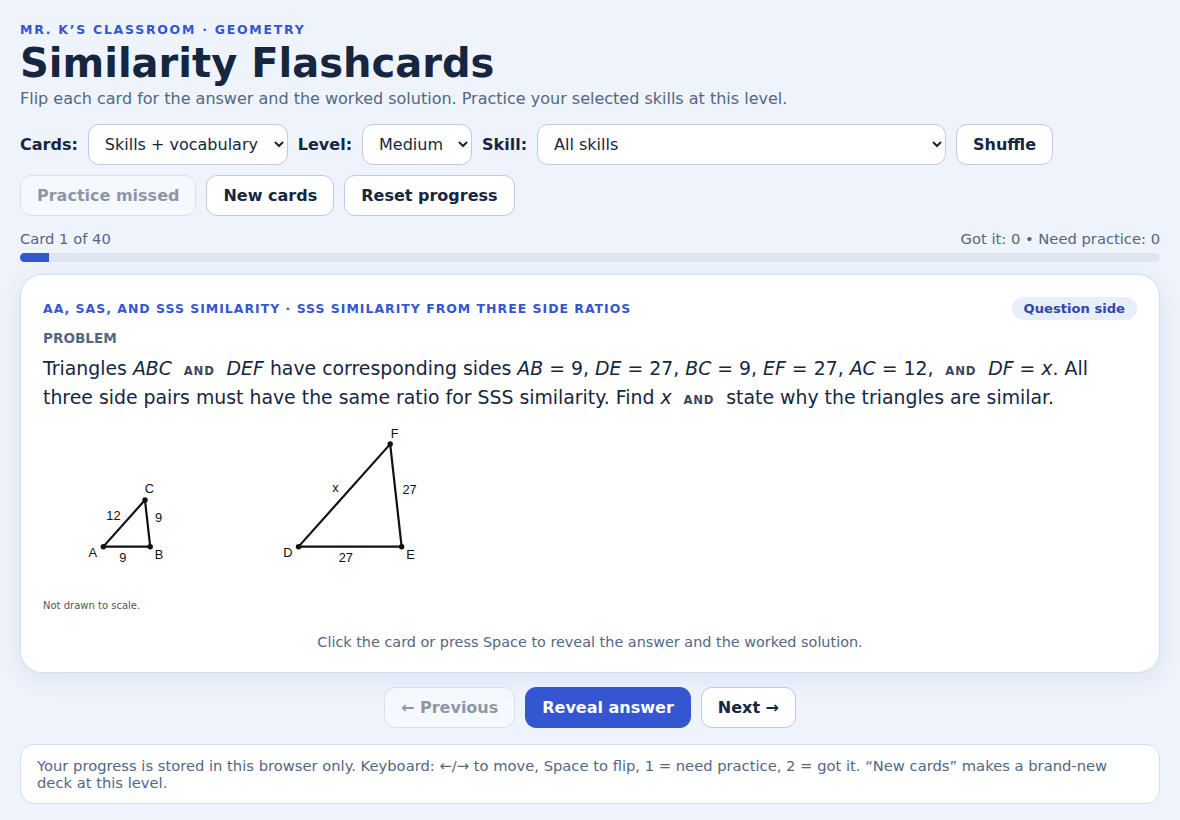 MR. K’S CLASSROOM · GEOMETRY
Similarity Flashcards
Flip each card for the answer and the worked solution. Practice your selected skills at this level.
Cards: Skills + vocabulary Level: Medium Skill: All skills Shuffle
Practice missed New cards Reset progress
Card 1 of 40 Got it: 0 • Need practice: 0
AA, SAS, AND SSS SIMILARITY · SSS SIMILARITY FROM THREE SIDE RATIOS Question side
PROBLEM
Triangles ABC AND DEF have corresponding sides AB = 9, DE = 27, BC = 9, EF = 27, AC = 12, AND DF = x. All
three side pairs must have the same ratio for SSS similarity. Find x AND state why the triangles are similar.
F
C
x
27
12
9
A
B
D
E
9
27
Not drawn to scale.
Click the card or press Space to reveal the answer and the worked solution.
← Previous Reveal answer Next →
Your progress is stored in this browser only. Keyboard: ←/→ to move, Space to flip, 1 = need practice, 2 = got it. “New cards” makes a brand-new
deck at this level.